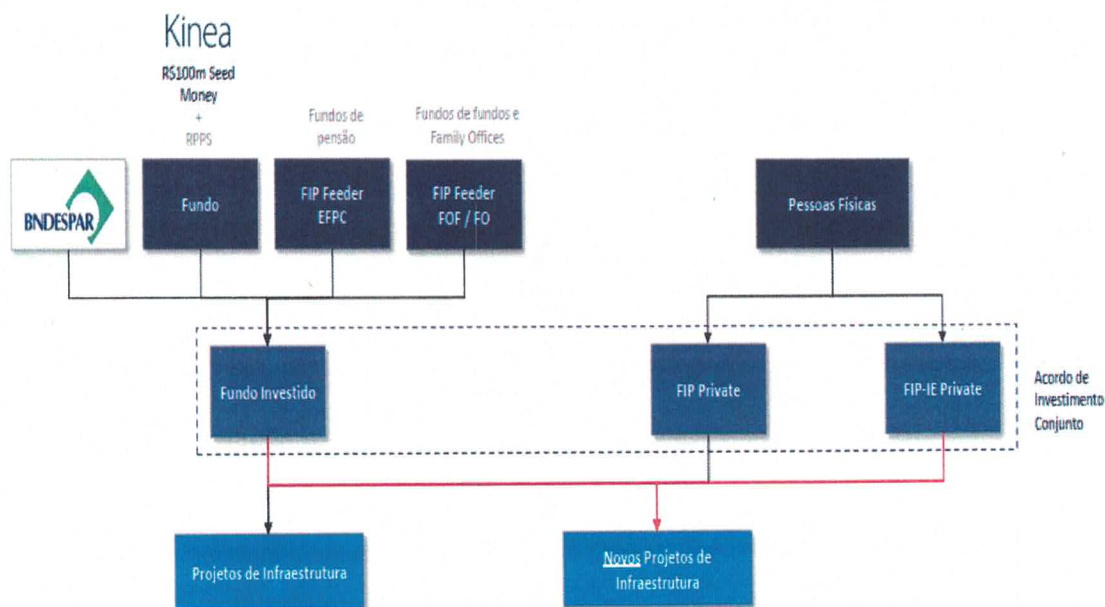 Kinea
R$100m Seed
Money
+
RPPS
Fundos de
pensão
Fundos de fundos e
Family Offices
BNDESPAR
Fundo
FIP Feeder
EFPC
FIP Feeder
FOF / FO
Pessoas Físicas
Fundo Investido
FIP Private
FIP-IE Private
Acordo de
Investimento
Conjunto
Projetos de Infraestrutura
Novos Projetos de
Infraestrutura